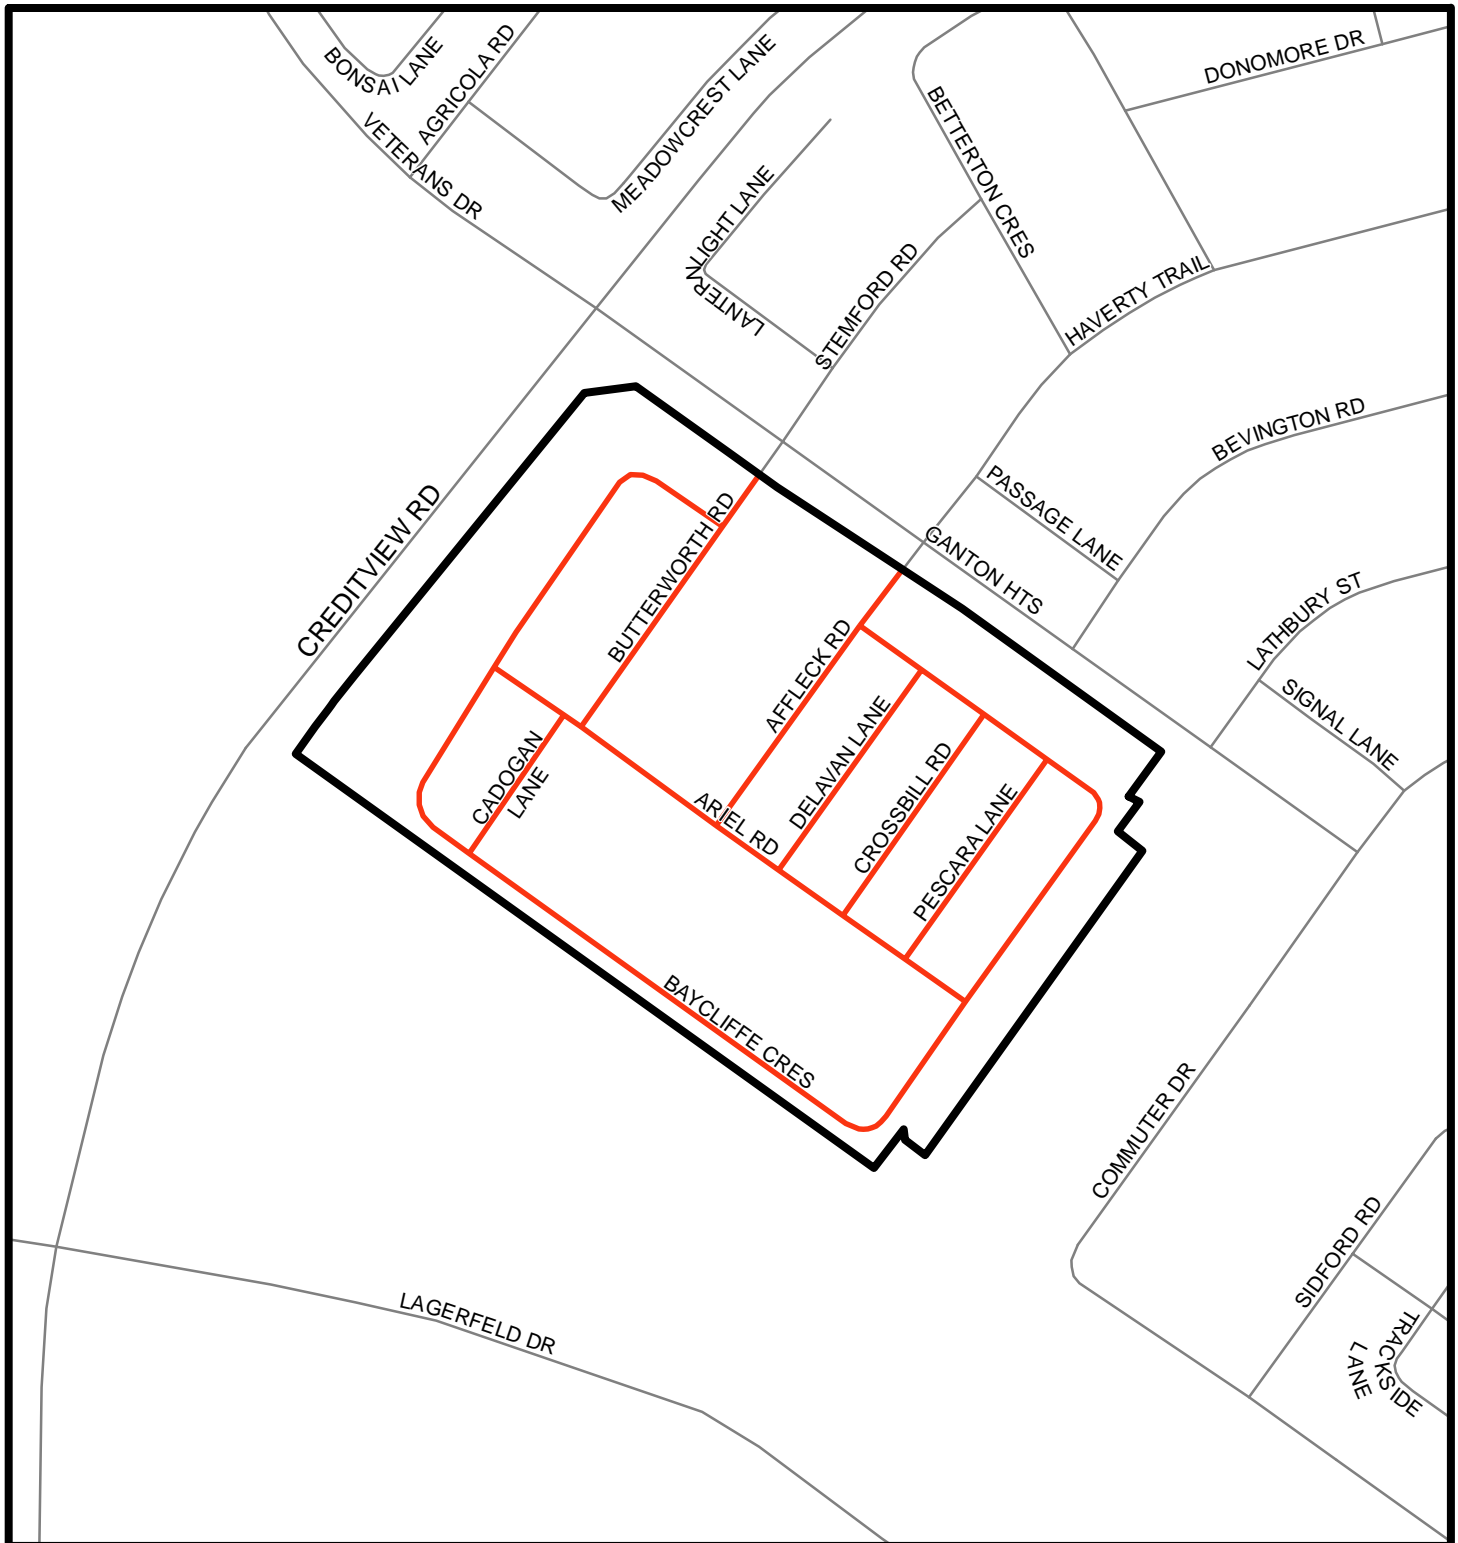 BONSAI LANE
AGRICOLA RD
VETERANS DR
MEADOWCREST LANE
DONOMORE DR
BETTERTON CRES
LANTERN LIGHT LANE
STEMFORD RD
HAVERTY TRAIL
BEVINGTON RD
PASSAGE LANE
GANTON HTS
CREDITVIEW RD
BUTTERWORTH RD
LATHBURY ST
SIGNAL LANE
AFFLECK RD
DELAVAN LANE
CROSSBILL RD
PESCARA LANE
CADOGAN
LANE
ARIEL RD
BAYCLIFFE CRES
COMMUTER DR
SIDFORD RD
LAGERFELD DR
TRACKSIDE
LANE